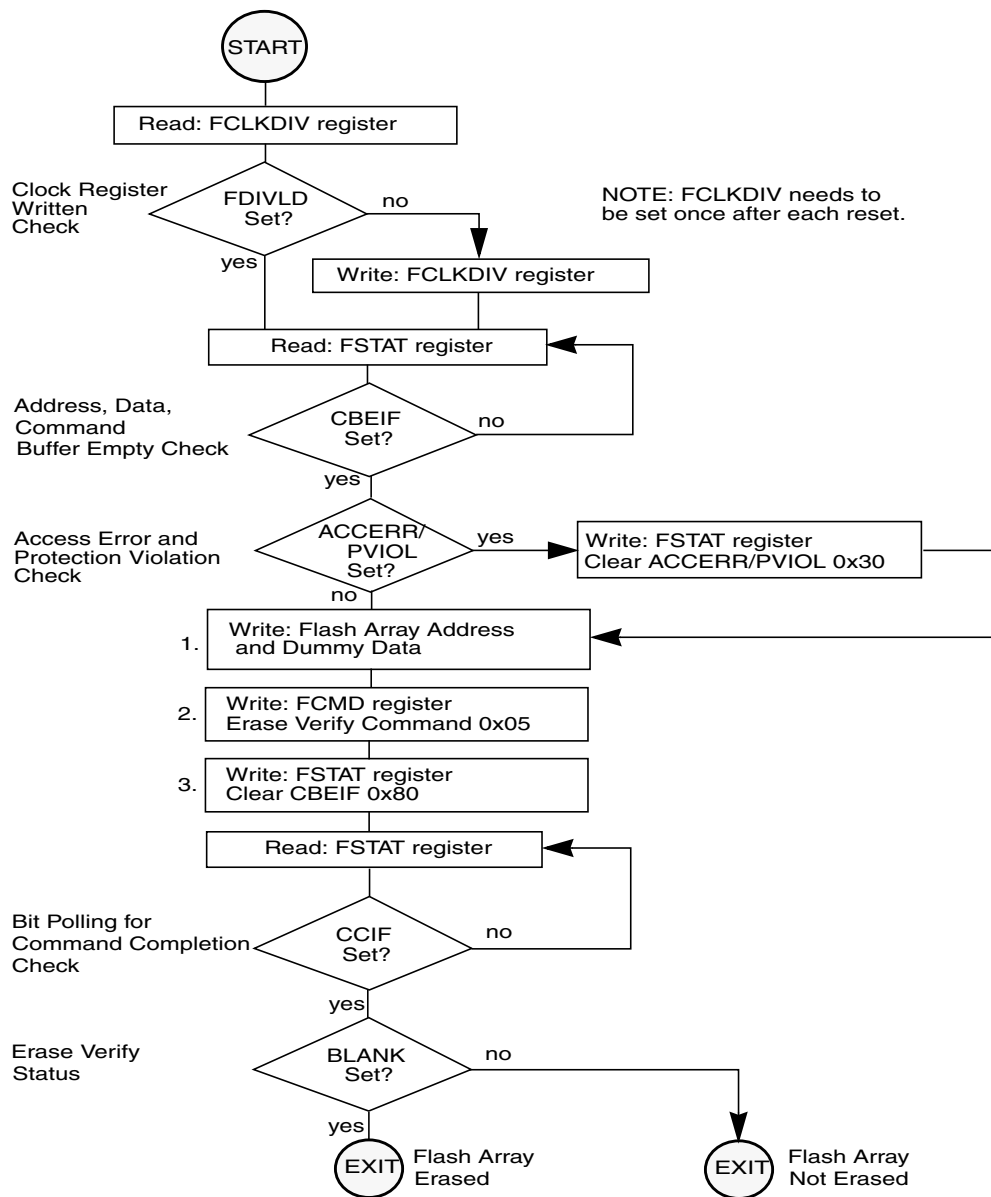 START
Read: FCLKDIV register
Clock Register
Written
Check
FDIVLD
Set?
no
yes
NOTE: FCLKDIV needs to
be set once after each reset.
Write: FCLKDIV register
Read: FSTAT register
Address, Data,
Command
Buffer Empty Check
CBEIF
Set?
no
yes
Access Error and
Protection Violation
Check
ACCERR/
PVIOL
Set?
yes
no
Write: FSTAT register
Clear ACCERR/PVIOL 0x30
1.
Write: Flash Array Address
and Dummy Data
2.
Write: FCMD register
Erase Verify Command 0x05
3.
Write: FSTAT register
Clear CBEIF 0x80
Read: FSTAT register
Bit Polling for
Command Completion
Check
CCIF
Set?
no
yes
Erase Verify
Status
BLANK
Set?
no
yes
EXIT
Flash Array
Erased
EXIT
Flash Array
Not Erased